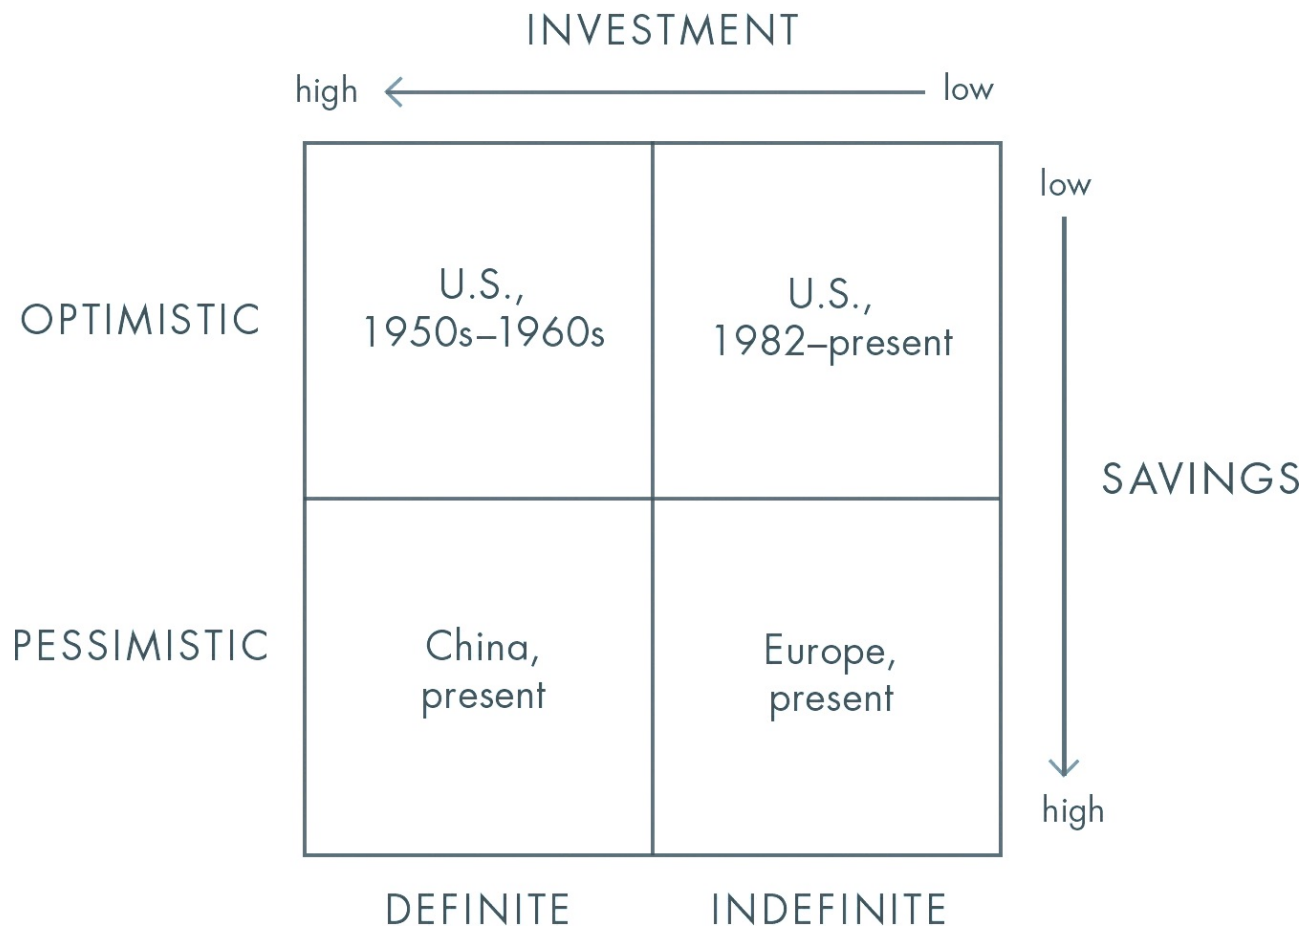 INVESTMENT
high
low
low
OPTIMISTIC
U.S.,
1950s–1960s
U.S.,
1982–present
SAVINGS
PESSIMISTIC
China,
present
Europe,
present
high
DEFINITE
INDEFINITE